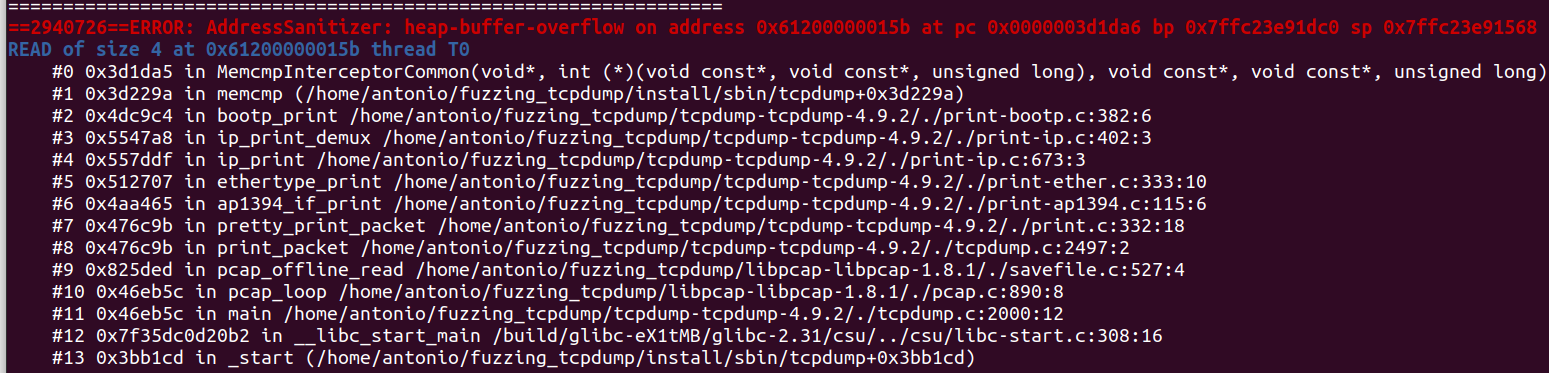 =================================================================
==2940726==ERROR: AddressSanitizer: heap-buffer-overflow on address 0x61200000015b at pc 0x0000003d1da6 bp 0x7ffc23e91dc0 sp 0x7ffc23e91568
READ of size 4 at 0x61200000015b thread T0
    #0 0x3d1da5 in MemcmpInterceptorCommon(void*, int (*)(void const*, void const*, unsigned long), void const*, void const*, unsigned long)
    #1 0x3d229a in memcmp (/home/antonio/fuzzing_tcpdump/install/sbin/tcpdump+0x3d229a)
    #2 0x4dc9c4 in bootp_print /home/antonio/fuzzing_tcpdump/tcpdump-tcpdump-4.9.2/./print-bootp.c:382:6
    #3 0x5547a8 in ip_print_demux /home/antonio/fuzzing_tcpdump/tcpdump-tcpdump-4.9.2/./print-ip.c:402:3
    #4 0x557ddf in ip_print /home/antonio/fuzzing_tcpdump/tcpdump-tcpdump-4.9.2/./print-ip.c:673:3
    #5 0x512707 in ethertype_print /home/antonio/fuzzing_tcpdump/tcpdump-tcpdump-4.9.2/./print-ether.c:333:10
    #6 0x4aa465 in ap1394_if_print /home/antonio/fuzzing_tcpdump/tcpdump-tcpdump-4.9.2/./print-ap1394.c:115:6
    #7 0x476c9b in pretty_print_packet /home/antonio/fuzzing_tcpdump/tcpdump-tcpdump-4.9.2/./print.c:332:18
    #8 0x476c9b in print_packet /home/antonio/fuzzing_tcpdump/tcpdump-tcpdump-4.9.2/./tcpdump.c:2497:2
    #9 0x825ded in pcap_offline_read /home/antonio/fuzzing_tcpdump/libpcap-libpcap-1.8.1/./savefile.c:527:4
    #10 0x46eb5c in pcap_loop /home/antonio/fuzzing_tcpdump/libpcap-libpcap-1.8.1/./pcap.c:890:8
    #11 0x46eb5c in main /home/antonio/fuzzing_tcpdump/tcpdump-tcpdump-4.9.2/./tcpdump.c:2000:12
    #12 0x7f35dc0d20b2 in __libc_start_main /build/glibc-eX1tMB/glibc-2.31/csu/../csu/libc-start.c:308:16
    #13 0x3bb1cd in _start (/home/antonio/fuzzing_tcpdump/install/sbin/tcpdump+0x3bb1cd)